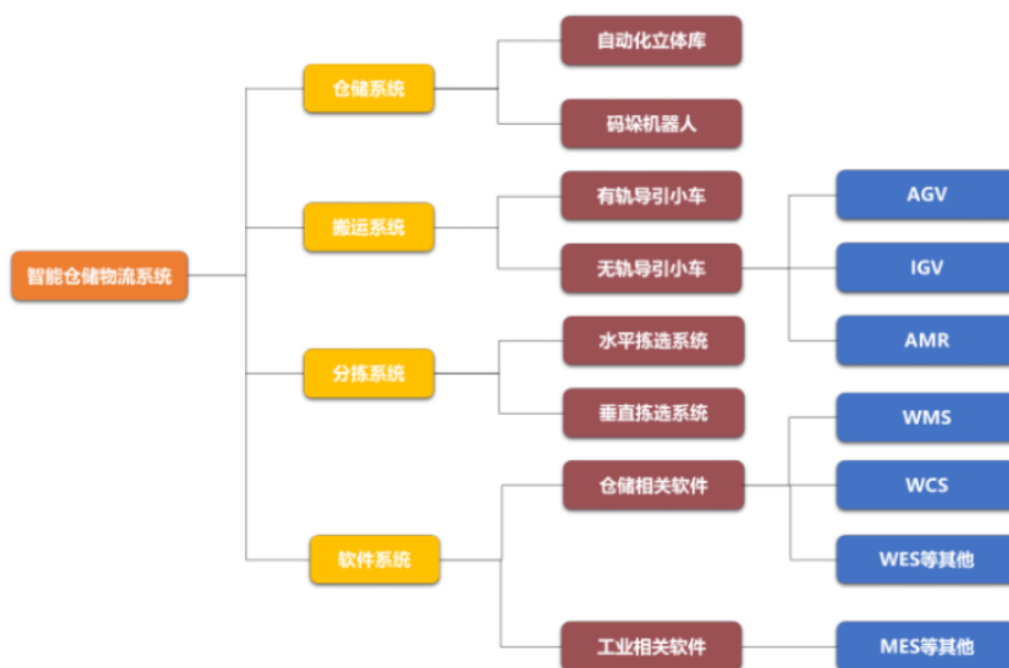 自动化立体库
仓储系统
码垛机器人
有轨导引小车
AGV
搬运系统
无轨导引小车
IGV
智能仓储物流系统
水平拣选系统
AMR
分拣系统
垂直拣选系统
WMS
仓储相关软件
WCS
软件系统
WES等其他
工业相关软件
MES等其他